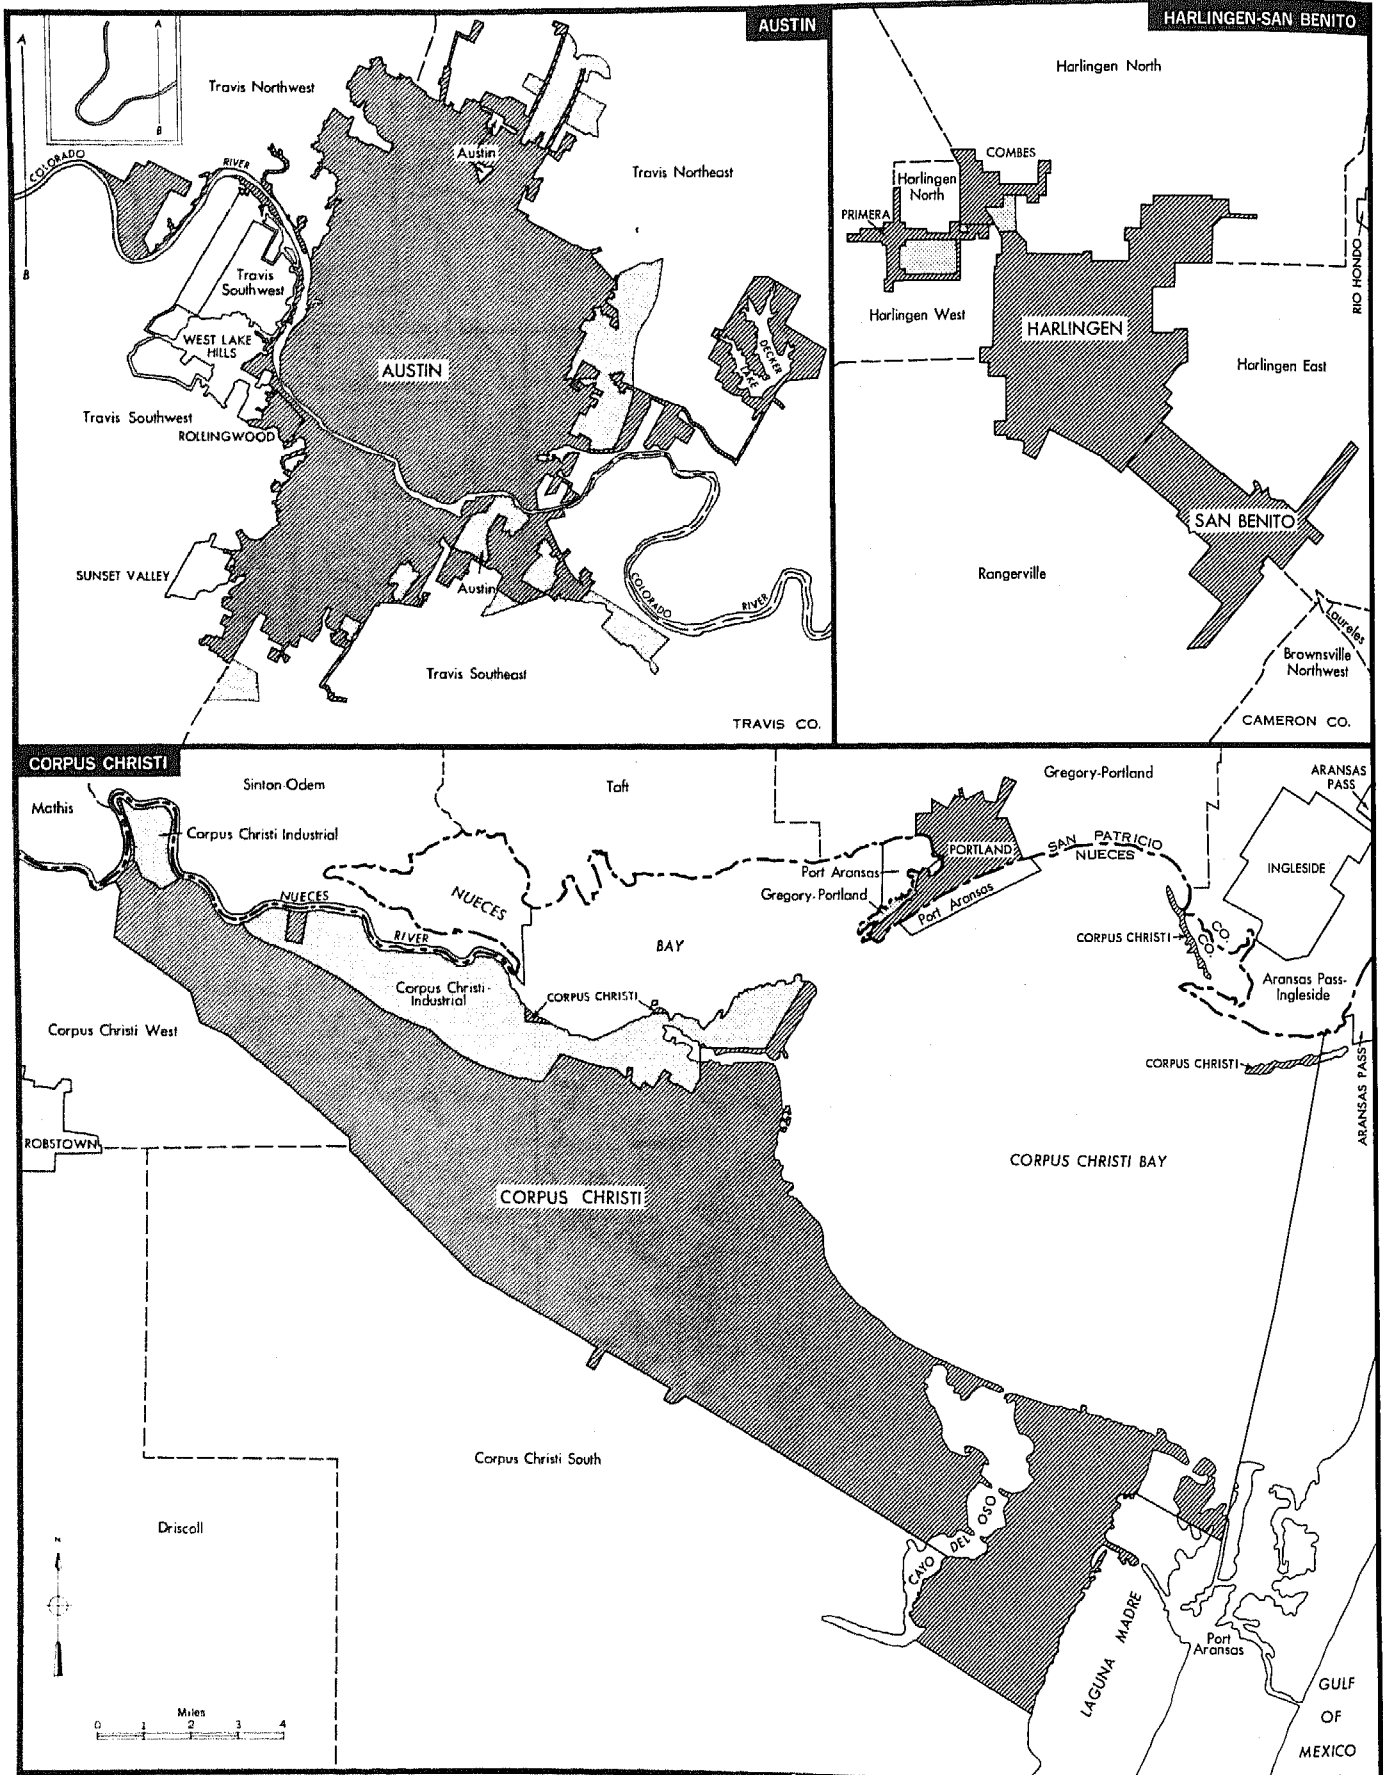 AUSTIN
A
A
B
B
COLORADO
RIVER
Travis Northwest
Austin
Travis Northeast
Travis
Southwest
WEST LAKE
HILLS
AUSTIN
DECKER
LAKE
Travis Southwest
ROLLINGWOOD
SUNSET VALLEY
Austin
COLORADO
RIVER
Travis Southeast
TRAVIS CO.
HARLINGEN-SAN BENITO
Harlingen North
COMBES
Harlingen
North
PRIMERA
RIO HONDO
Harlingen West
HARLINGEN
Harlingen East
SAN BENITO
Rangerville
Laureles
Brownsville
Northwest
CAMERON CO.
CORPUS CHRISTI
Mathis
Sinton-Odem
Taft
Gregory-Portland
ARANSAS
PASS
Corpus Christi Industrial
SAN PATRICIO
NUECES
PORTLAND
INGLESIDE
Port Aransas
Gregory-Portland
Port Aransas
NUECES
RIVER
NUECES
BAY
CORPUS CHRISTI
CO.
CO.
Aransas Pass-
Ingleside
Corpus Christi-
Industrial
CORPUS CHRISTI
Corpus Christi West
CORPUS CHRISTI
ARANSAS PASS
ROBSTOWN
CORPUS CHRISTI BAY
CORPUS CHRISTI
Corpus Christi South
Driscoll
CAYO
DEL
OSO
N
LAGUNA MADRE
Port
Aransas
GULF
OF
MEXICO
Miles
0 1 2 3 4